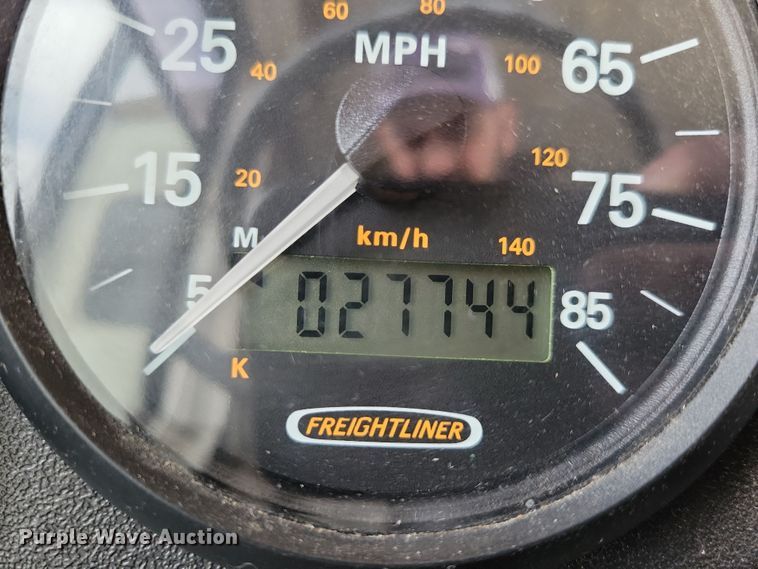 60 80
25 MPH 65
40 100
15 20 120 75
M km/h 140
5 027744 85
K
FREIGHTLINER
Purple Wave Auction